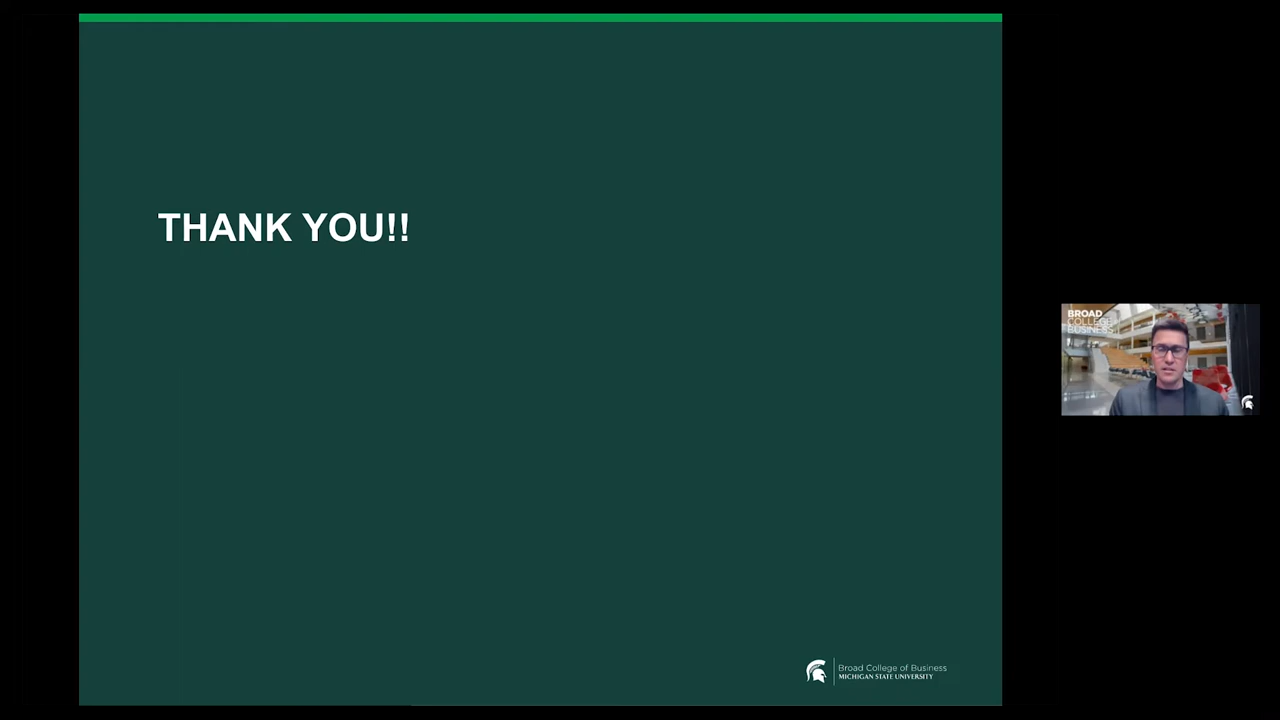 THANK YOU!!
BROAD
COLLEGE
BUSINESS
Broad College of Business
MICHIGAN STATE UNIVERSITY